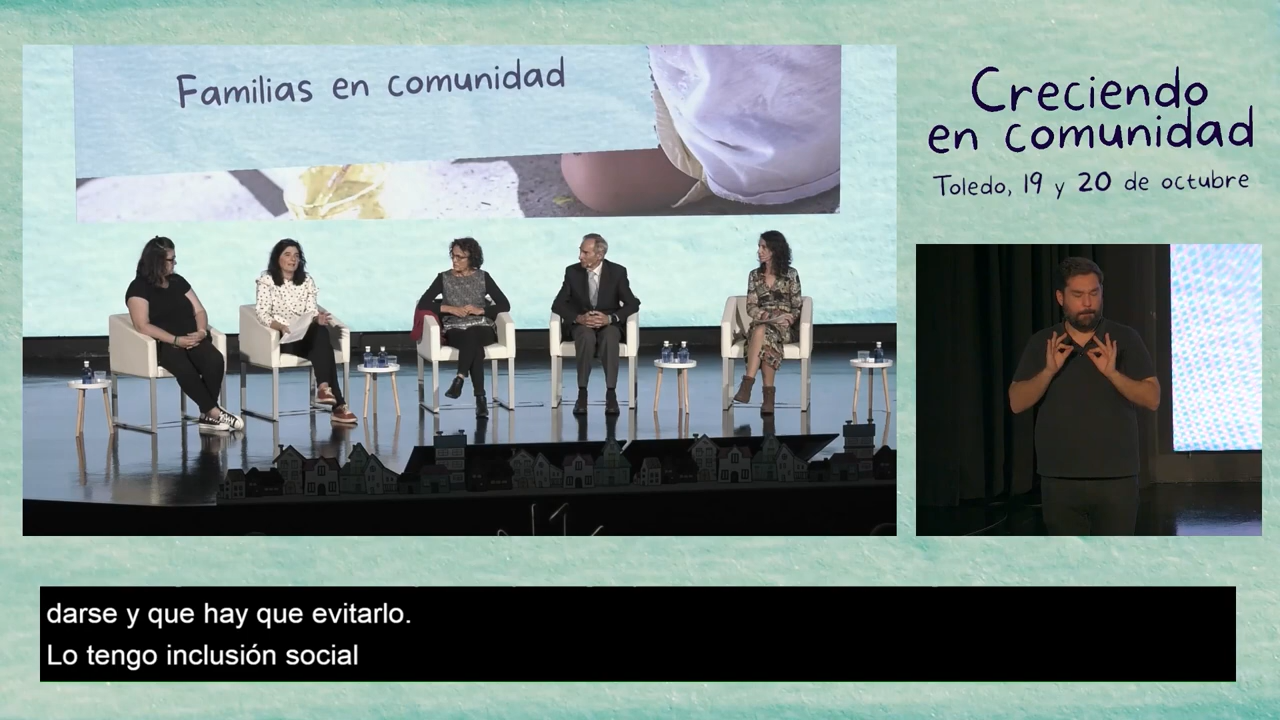 Familias en comunidad
Creciendo
en comunidad
Toledo, 19 y 20 de octubre
darse y que hay que evitarlo.
Lo tengo inclusión social